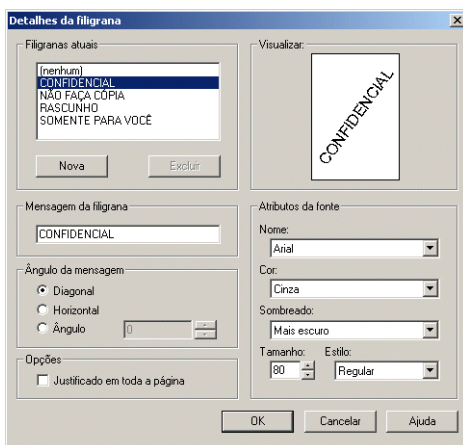 Detalhes da filigrana
Filigranas atuais
(nenhum)
CONFIDENCIAL
NÃO FAÇA CÓPIA
RASCUNHO
SOMENTE PARA VOCÊ
Nova
Excluir
Visualizar:
CONFIDENCIAL
Mensagem da filigrana
CONFIDENCIAL
Ângulo da mensagem
Diagonal
Horizontal
Ângulo
0
Opções
Justificado em toda a página
Atributos da fonte
Nome:
Arial
Cor:
Cinza
Sombreado:
Mais escuro
Tamanho: Estilo:
80 Regular
OK Cancelar Ajuda